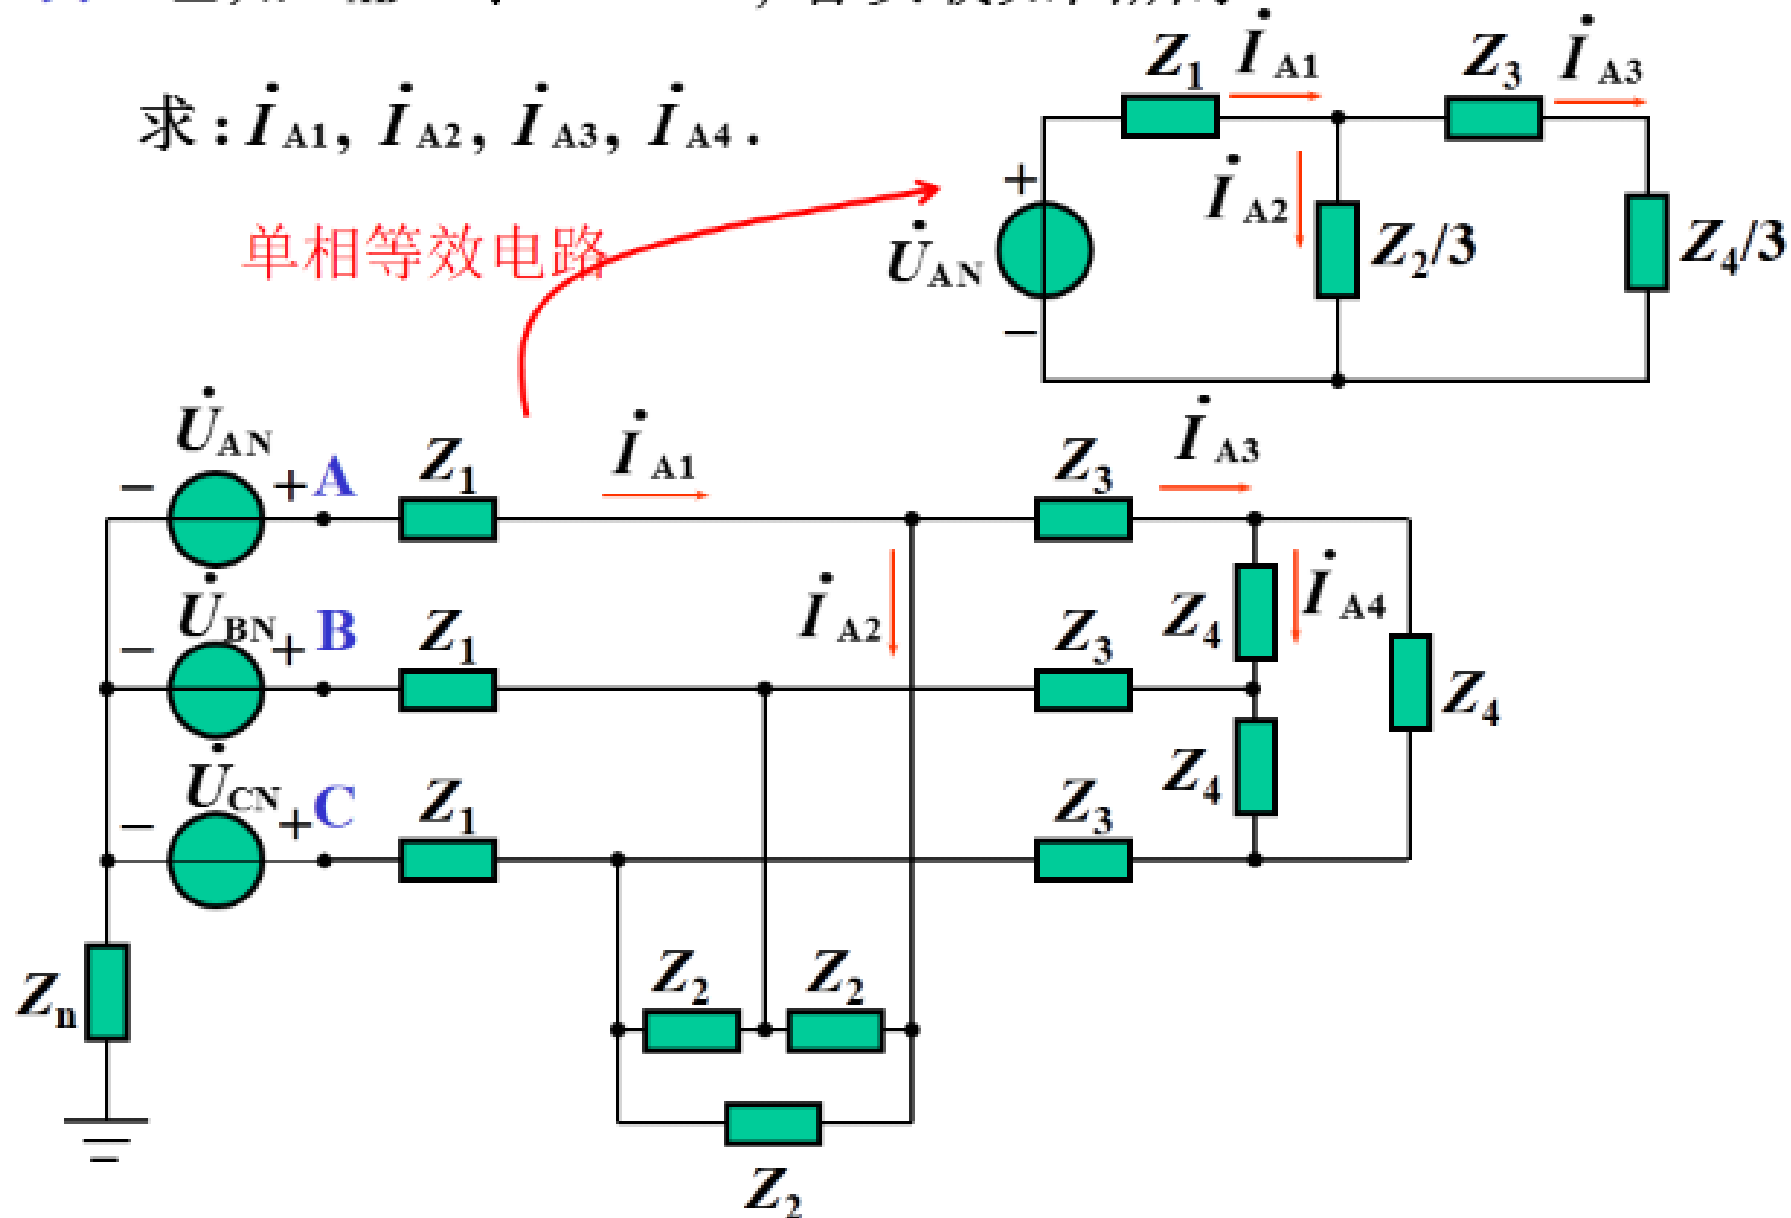 求: İA1, İA2, İA3, İA4.
单相等效电路
Z1 İA1 Z3 İA3
+
U̇AN
−
İA2
Z2/3
Z4/3
U̇AN
− + A Z1 İA1 Z3 İA3
U̇BN
− + B Z1 İA2 Z3 Z4 İA4
Z4
U̇CN
− + C Z1 Z3 Z4
Zn
Z2 Z2
Z2